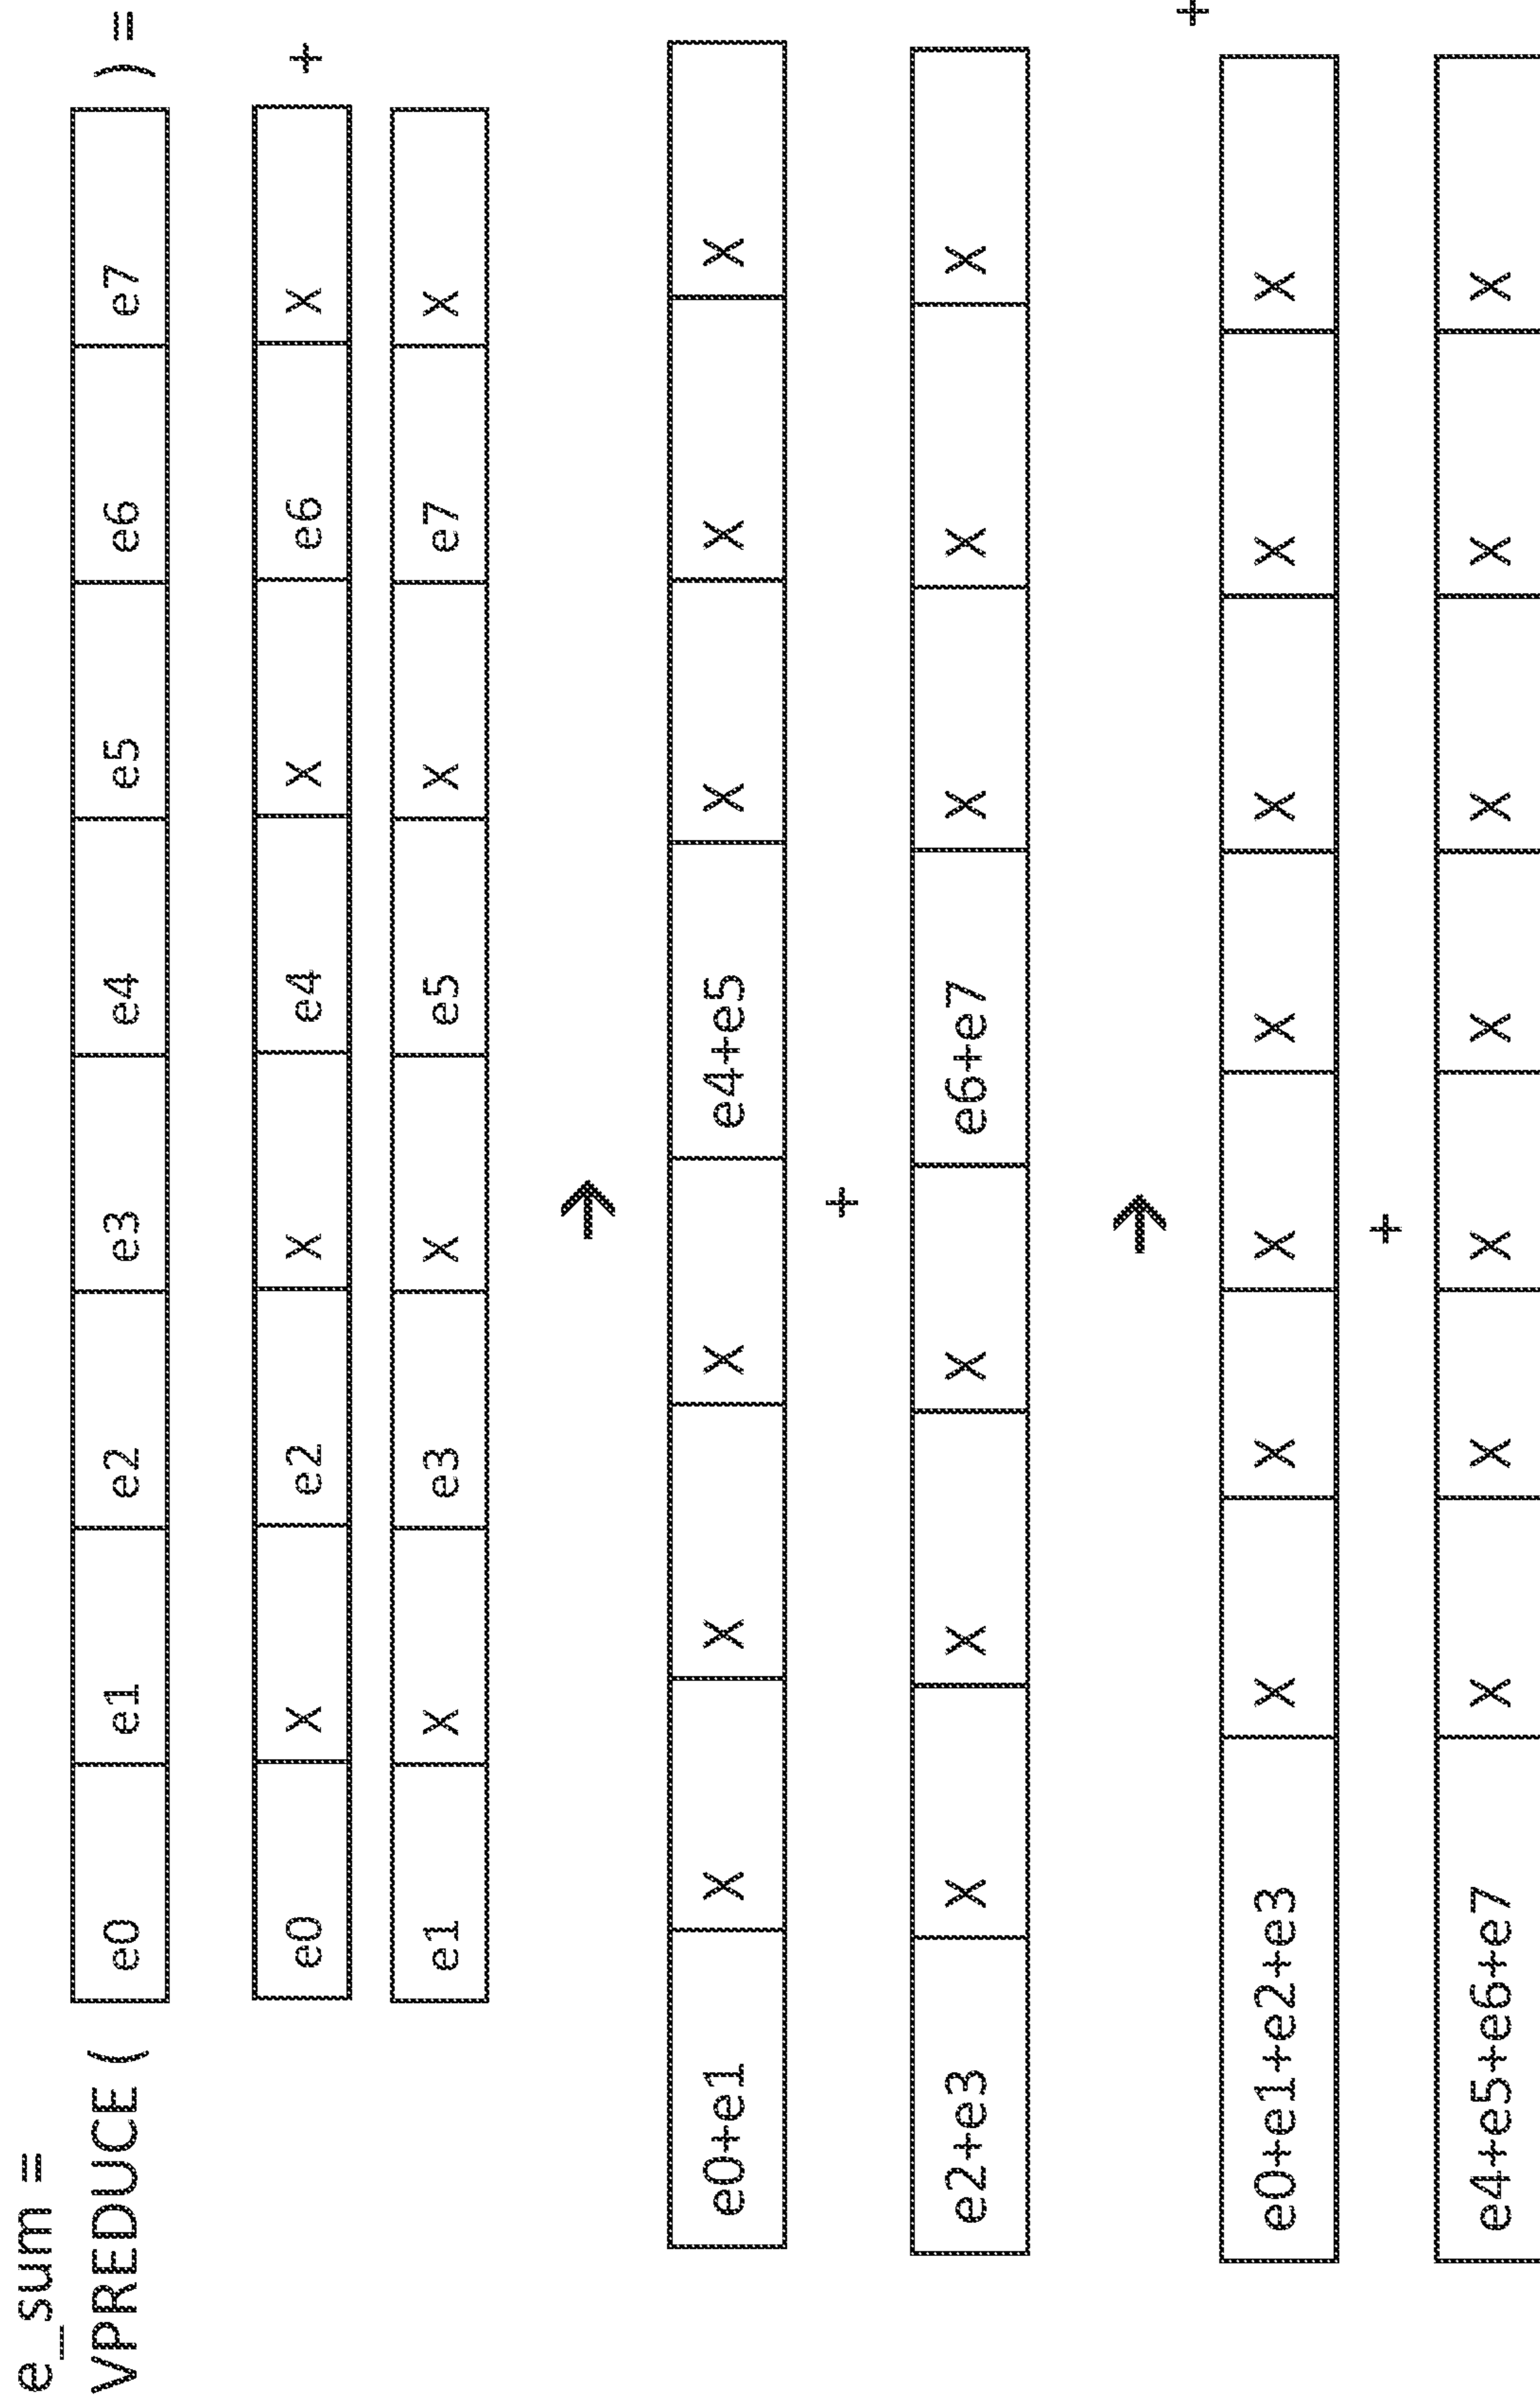 e_sum =
VPREDUCE ( e0 e1 e2 e3 e4 e5 e6 e7 ) =
e0 X e2 X e4 X e6 X +
e1 X e3 X e5 X e7 X
→
e0+e1 X X X e4+e5 X X X
+
e2+e3 X X X e6+e7 X X X
→
+
e0+e1+e2+e3 X X X X X X X
+
e4+e5+e6+e7 X X X X X X X